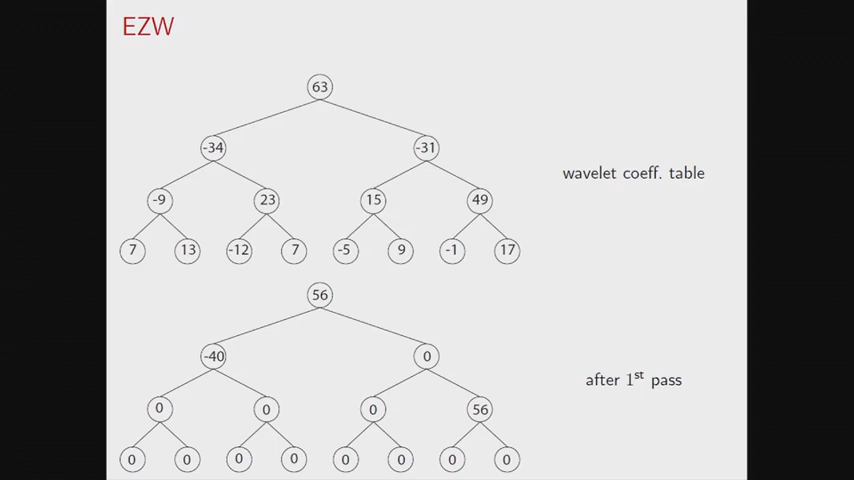 EZW
63
-34 -31
wavelet coeff. table
-9 23 15 49
7 13 -12 7 -5 9 -1 17
56
-40 0
after 1st pass
0 0 0 56
0 0 0 0 0 0 0 0